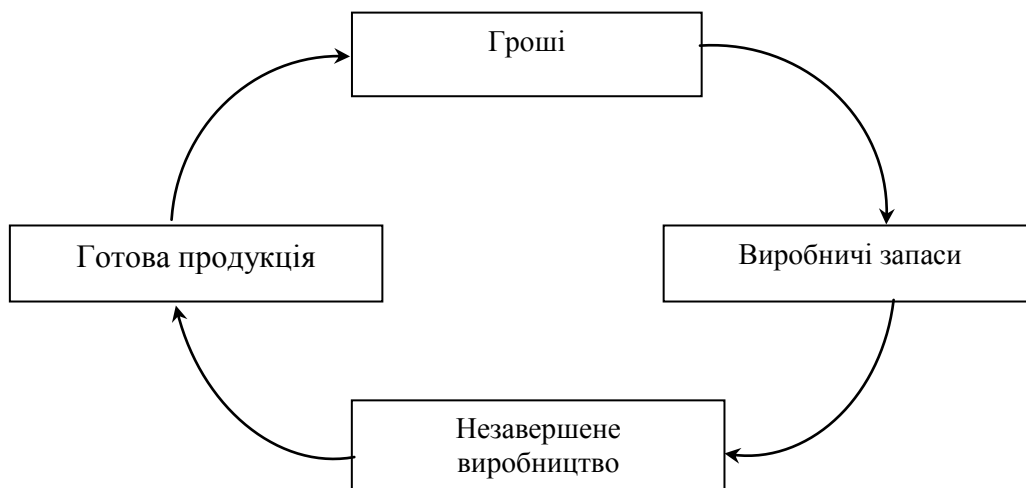 Гроші
Готова продукція
Виробничі запаси
Незавершене
виробництво